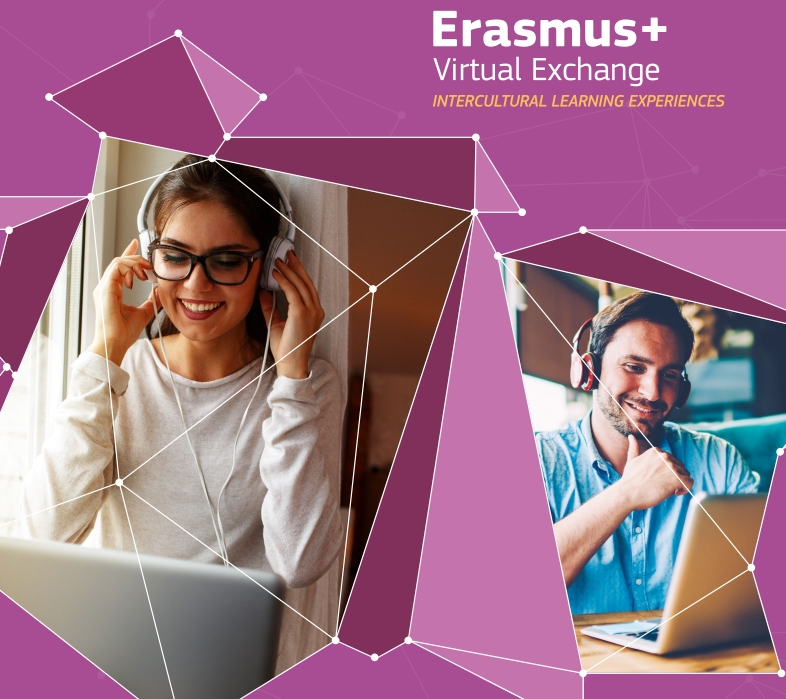 Erasmus+
Virtual Exchange
INTERCULTURAL LEARNING EXPERIENCES